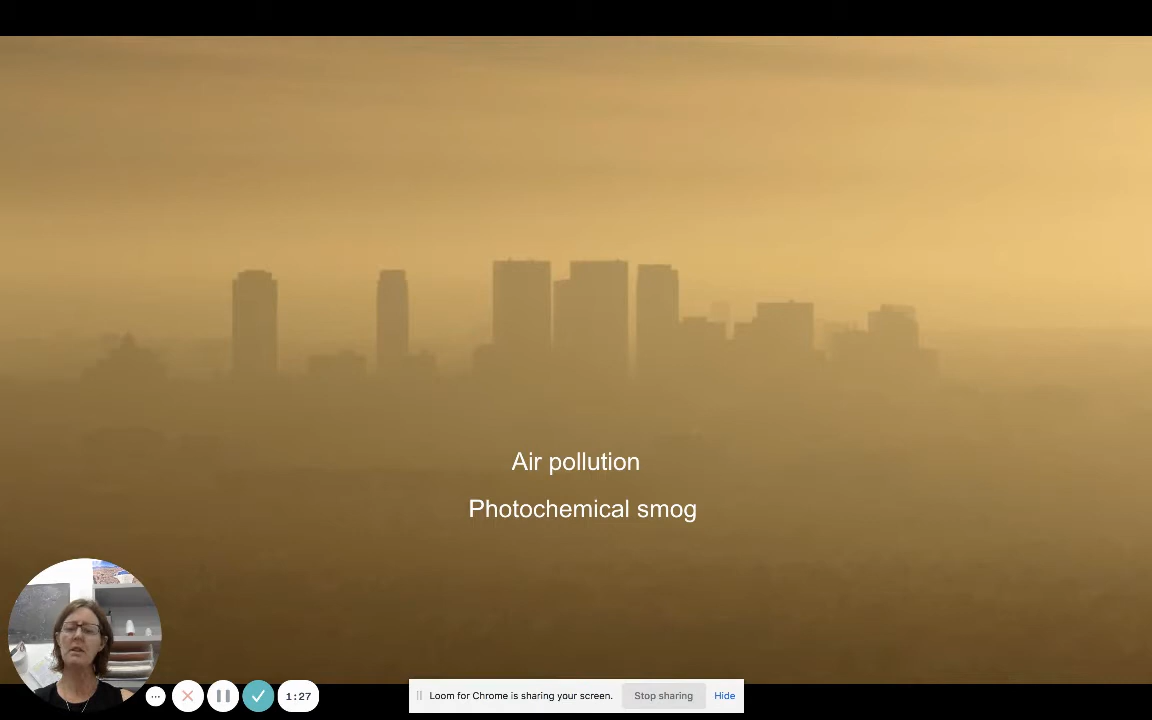 Air pollution
Photochemical smog
1:27
Loom for Chrome is sharing your screen.
Stop sharing
Hide